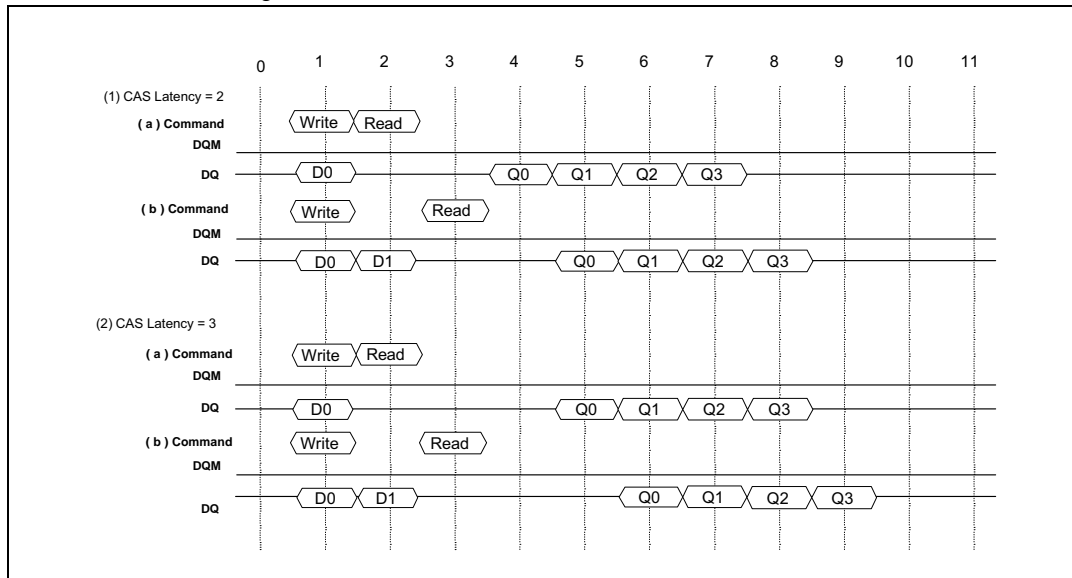 0 1 2 3 4 5 6 7 8 9 10 11
(1) CAS Latency = 2
( a ) Command Write Read
DQM
DQ D0 Q0 Q1 Q2 Q3
( b ) Command Write Read
DQM
DQ D0 D1 Q0 Q1 Q2 Q3
(2) CAS Latency = 3
( a ) Command Write Read
DQM
DQ D0 Q0 Q1 Q2 Q3
( b ) Command Write Read
DQM
DQ D0 D1 Q0 Q1 Q2 Q3